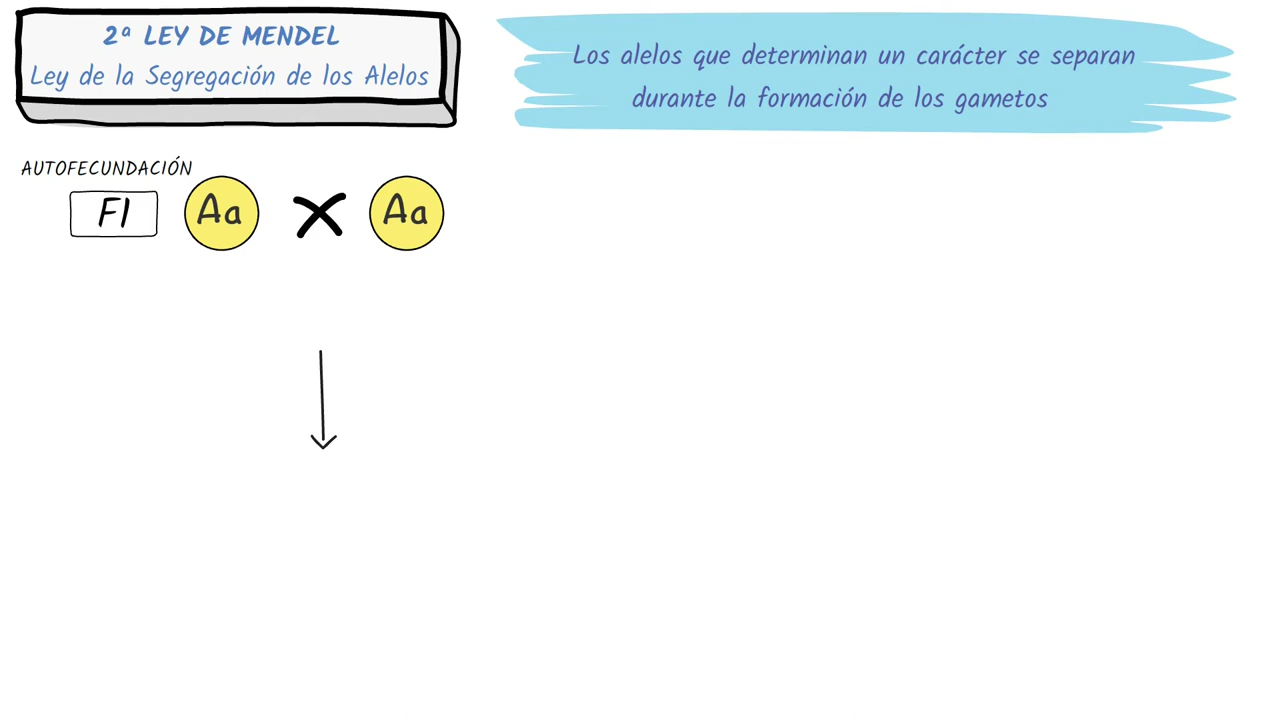 2ª LEY DE MENDEL
Ley de la Segregación de los Alelos
Los alelos que determinan un carácter se separan
durante la formación de los gametos
AUTOFECUNDACIÓN
F1 Aa X Aa